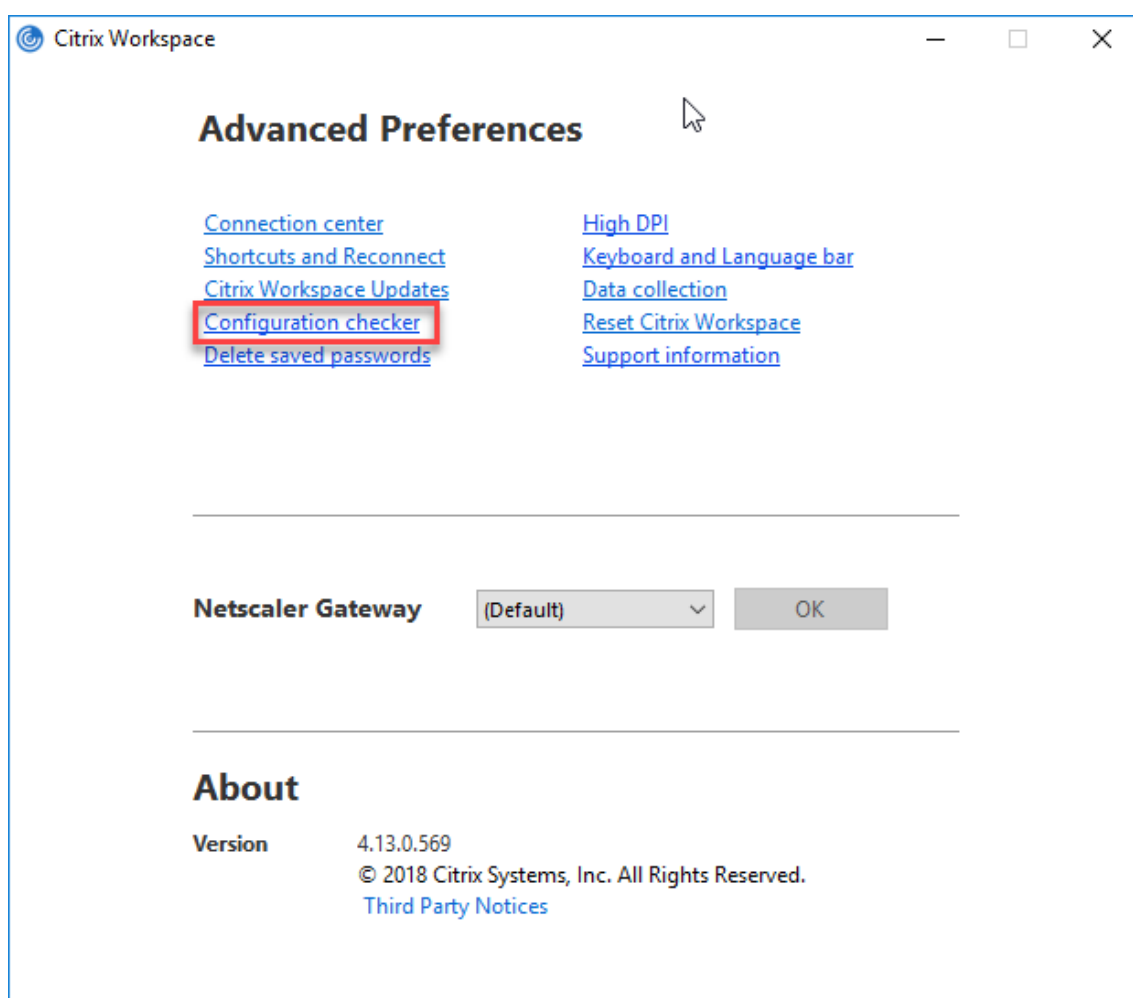 Citrix Workspace
Advanced Preferences
Connection center
Shortcuts and Reconnect
Citrix Workspace Updates
Configuration checker
Delete saved passwords
High DPI
Keyboard and Language bar
Data collection
Reset Citrix Workspace
Support information
Netscaler Gateway (Default) OK
About
Version 4.13.0.569
© 2018 Citrix Systems, Inc. All Rights Reserved.
Third Party Notices